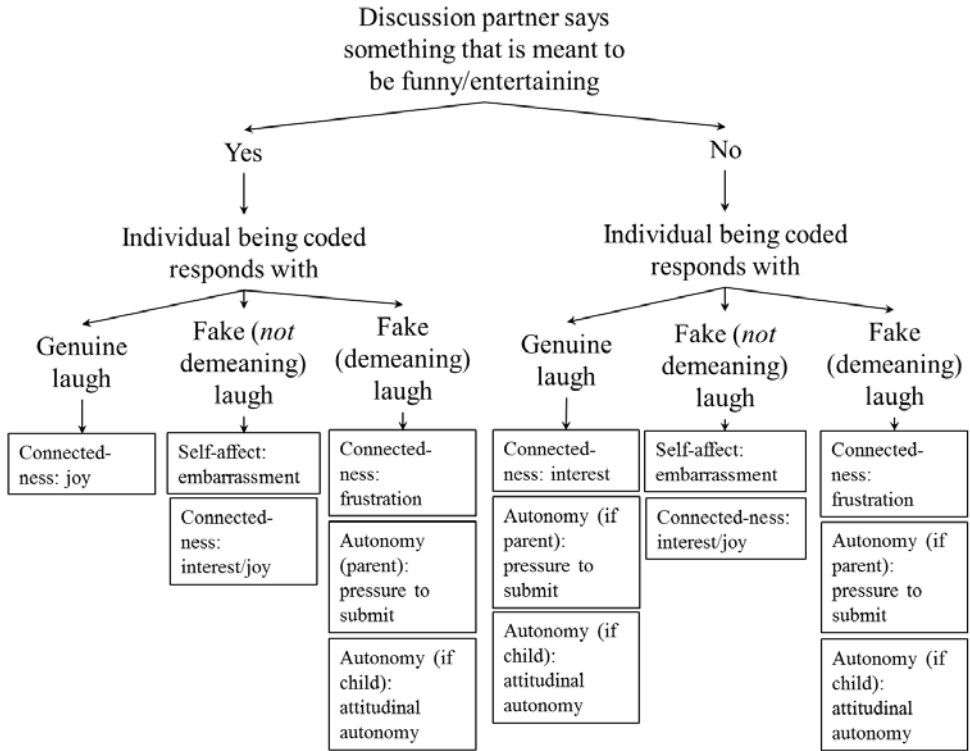 Discussion partner says
something that is meant to
be funny/entertaining
Yes
No
Individual being coded
responds with
Individual being coded
responds with
Genuine
laugh
Fake (not
demeaning)
laugh
Fake
(demeaning)
laugh
Genuine
laugh
Fake (not
demeaning)
laugh
Fake
(demeaning)
laugh
Connected-
ness: joy
Self-affect:
embarrassment
Connected-
ness:
interest/joy
Connected-
ness:
frustration
Autonomy
(parent):
pressure to
submit
Autonomy (if
child):
attitudinal
autonomy
Connected-
ness: interest
Autonomy (if
parent):
pressure to
submit
Autonomy (if
child):
attitudinal
autonomy
Self-affect:
embarrassment
Connected-ness:
interest/joy
Connected-
ness:
frustration
Autonomy (if
parent):
pressure to
submit
Autonomy (if
child):
attitudinal
autonomy